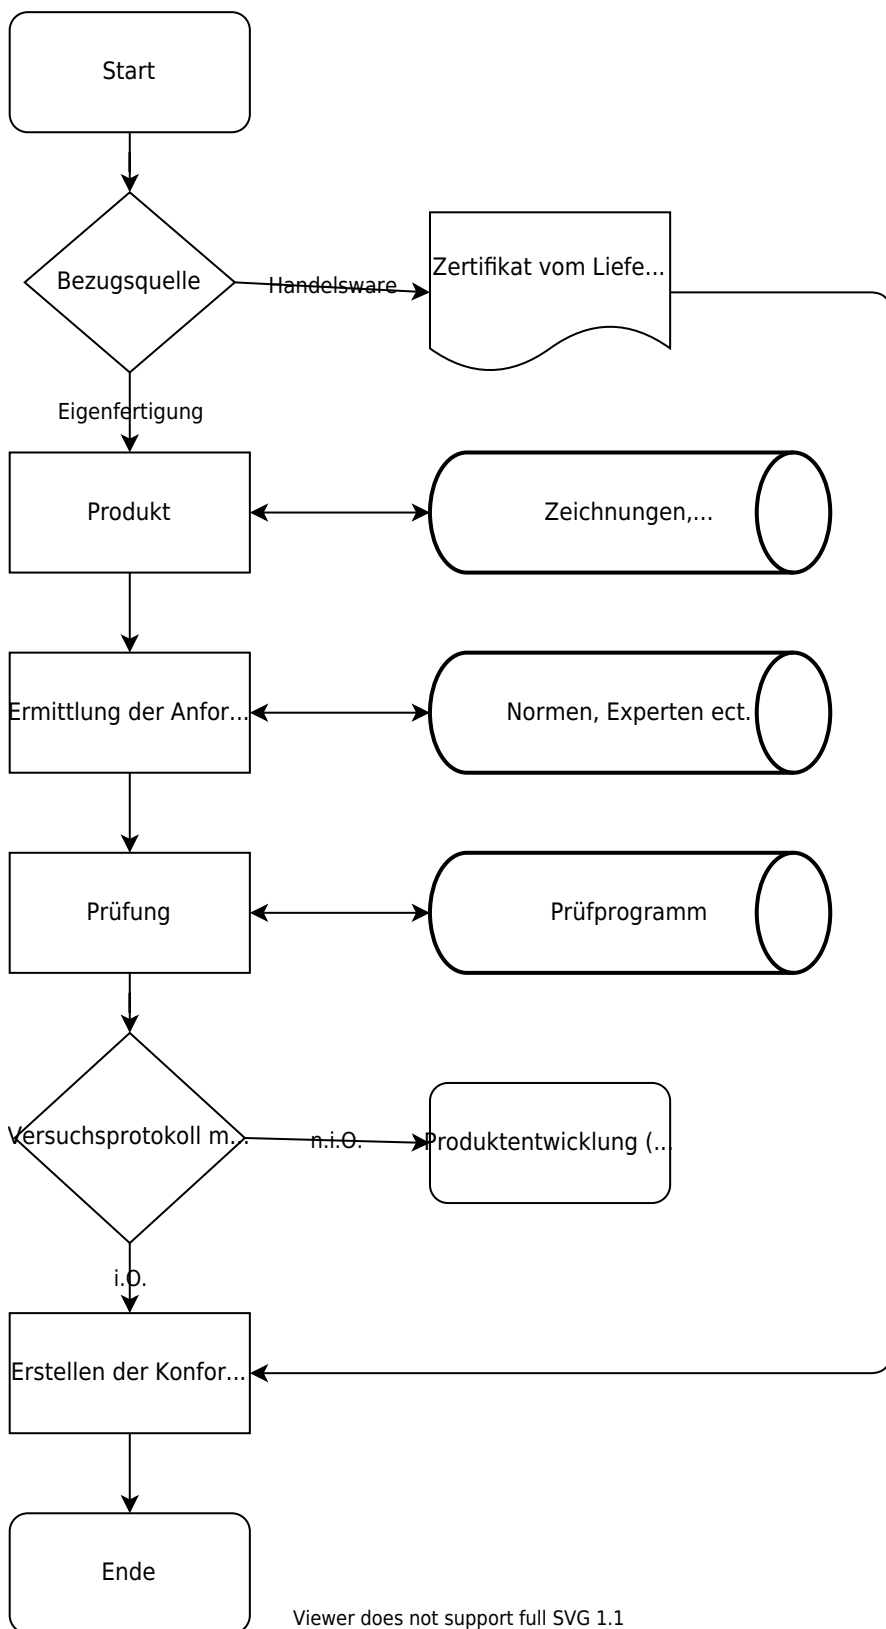 Start
Bezugsquelle
Handelsware
Zertifikat vom Liefe...
Eigenfertigung
Produkt
Zeichnungen,...
Ermittlung der Anfor...
Normen, Experten ect.
Prüfung
Prüfprogramm
Versuchsprotokoll m...
n.i.O.
Produktentwicklung (...
i.O.
Erstellen der Konfor...
Ende
Viewer does not support full SVG 1.1